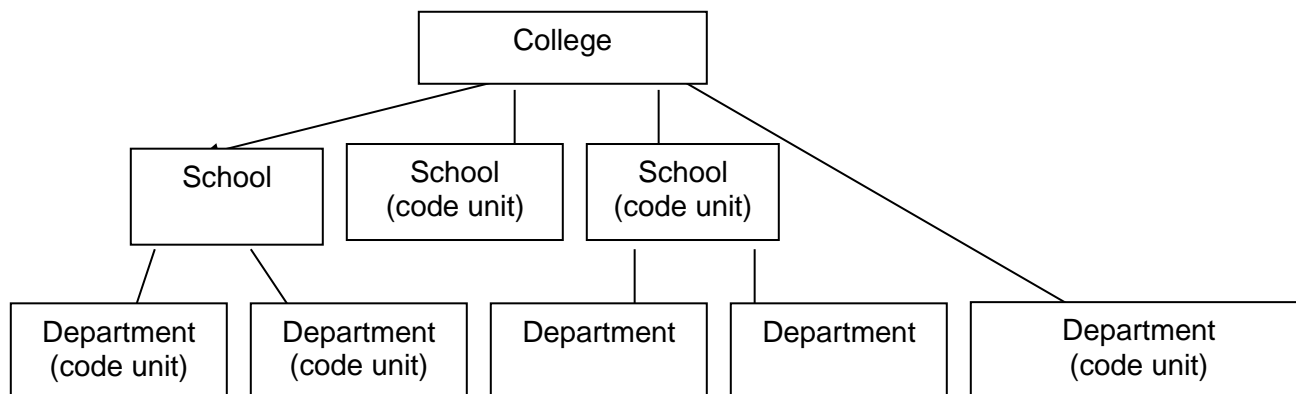 College
School
School
(code unit)
School
(code unit)
Department
(code unit)
Department
(code unit)
Department
Department
Department
(code unit)